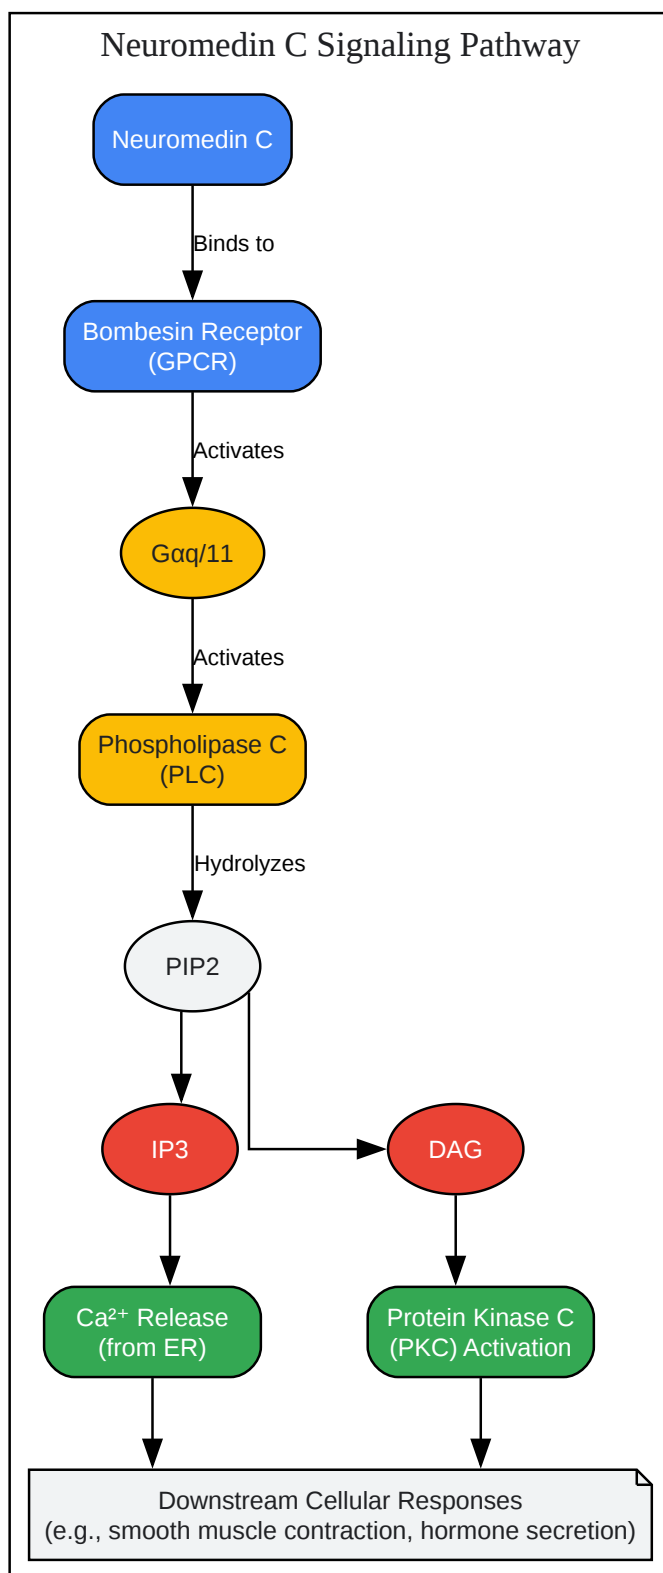 Neuromedin C Signaling Pathway
Neuromedin C
Binds to
Bombesin Receptor
(GPCR)
Activates
Gαq/11
Activates
Phospholipase C
(PLC)
Hydrolyzes
PIP2
IP3
DAG
Ca²⁺ Release
(from ER)
Protein Kinase C
(PKC) Activation
Downstream Cellular Responses
(e.g., smooth muscle contraction, hormone secretion)